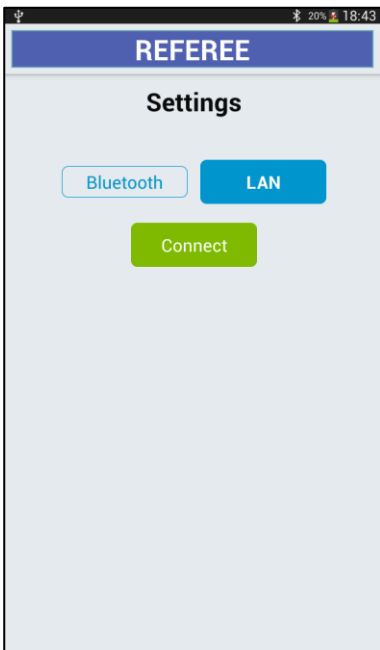 20% 18:43
REFEREE
Settings
Bluetooth LAN
Connect